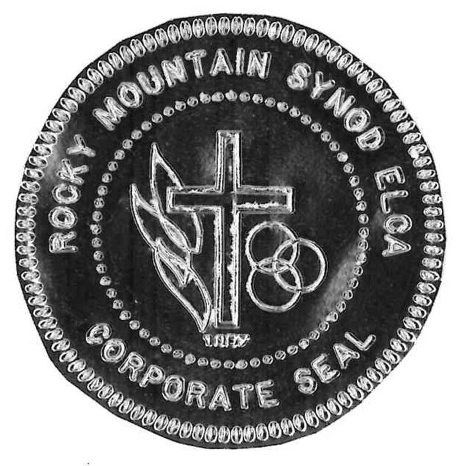 ROCKY MOUNTAIN SYNOD ELCA
CORPORATE SEAL